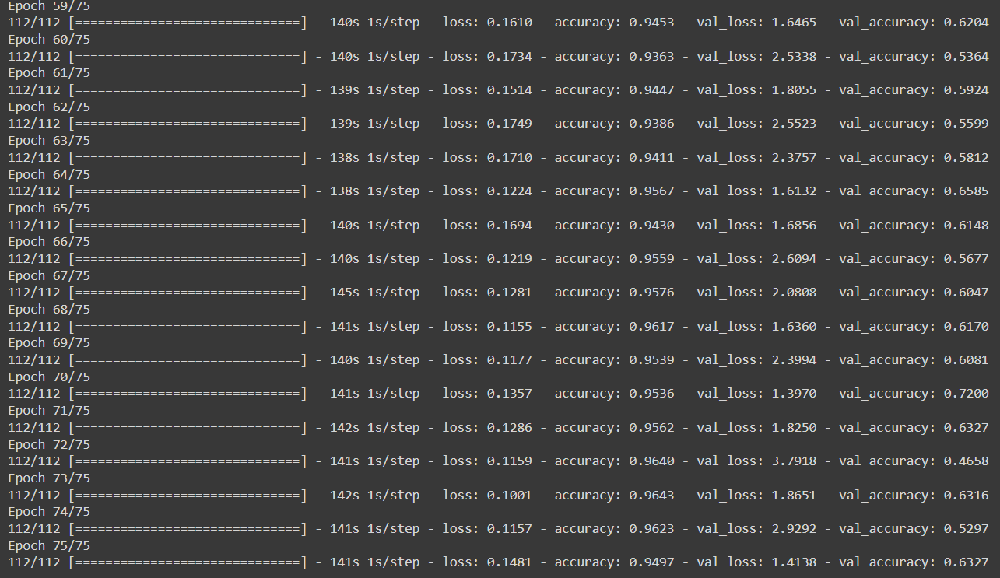 Epoch 59/75
112/112 [==============================] - 140s 1s/step - loss: 0.1610 - accuracy: 0.9453 - val_loss: 1.6465 - val_accuracy: 0.6204
Epoch 60/75
112/112 [==============================] - 140s 1s/step - loss: 0.1734 - accuracy: 0.9363 - val_loss: 2.5338 - val_accuracy: 0.5364
Epoch 61/75
112/112 [==============================] - 139s 1s/step - loss: 0.1514 - accuracy: 0.9447 - val_loss: 1.8055 - val_accuracy: 0.5924
Epoch 62/75
112/112 [==============================] - 139s 1s/step - loss: 0.1749 - accuracy: 0.9386 - val_loss: 2.5523 - val_accuracy: 0.5599
Epoch 63/75
112/112 [==============================] - 138s 1s/step - loss: 0.1710 - accuracy: 0.9411 - val_loss: 2.3757 - val_accuracy: 0.5812
Epoch 64/75
112/112 [==============================] - 138s 1s/step - loss: 0.1224 - accuracy: 0.9567 - val_loss: 1.6132 - val_accuracy: 0.6585
Epoch 65/75
112/112 [==============================] - 140s 1s/step - loss: 0.1694 - accuracy: 0.9430 - val_loss: 1.6856 - val_accuracy: 0.6148
Epoch 66/75
112/112 [==============================] - 140s 1s/step - loss: 0.1219 - accuracy: 0.9559 - val_loss: 2.6094 - val_accuracy: 0.5677
Epoch 67/75
112/112 [==============================] - 145s 1s/step - loss: 0.1281 - accuracy: 0.9576 - val_loss: 2.0808 - val_accuracy: 0.6047
Epoch 68/75
112/112 [==============================] - 141s 1s/step - loss: 0.1155 - accuracy: 0.9617 - val_loss: 1.6360 - val_accuracy: 0.6170
Epoch 69/75
112/112 [==============================] - 140s 1s/step - loss: 0.1177 - accuracy: 0.9539 - val_loss: 2.3994 - val_accuracy: 0.6081
Epoch 70/75
112/112 [==============================] - 141s 1s/step - loss: 0.1357 - accuracy: 0.9536 - val_loss: 1.3970 - val_accuracy: 0.7200
Epoch 71/75
112/112 [==============================] - 142s 1s/step - loss: 0.1286 - accuracy: 0.9562 - val_loss: 1.8250 - val_accuracy: 0.6327
Epoch 72/75
112/112 [==============================] - 141s 1s/step - loss: 0.1159 - accuracy: 0.9640 - val_loss: 3.7918 - val_accuracy: 0.4658
Epoch 73/75
112/112 [==============================] - 142s 1s/step - loss: 0.1001 - accuracy: 0.9643 - val_loss: 1.8651 - val_accuracy: 0.6316
Epoch 74/75
112/112 [==============================] - 141s 1s/step - loss: 0.1157 - accuracy: 0.9623 - val_loss: 2.9292 - val_accuracy: 0.5297
Epoch 75/75
112/112 [==============================] - 141s 1s/step - loss: 0.1481 - accuracy: 0.9497 - val_loss: 1.4138 - val_accuracy: 0.6327